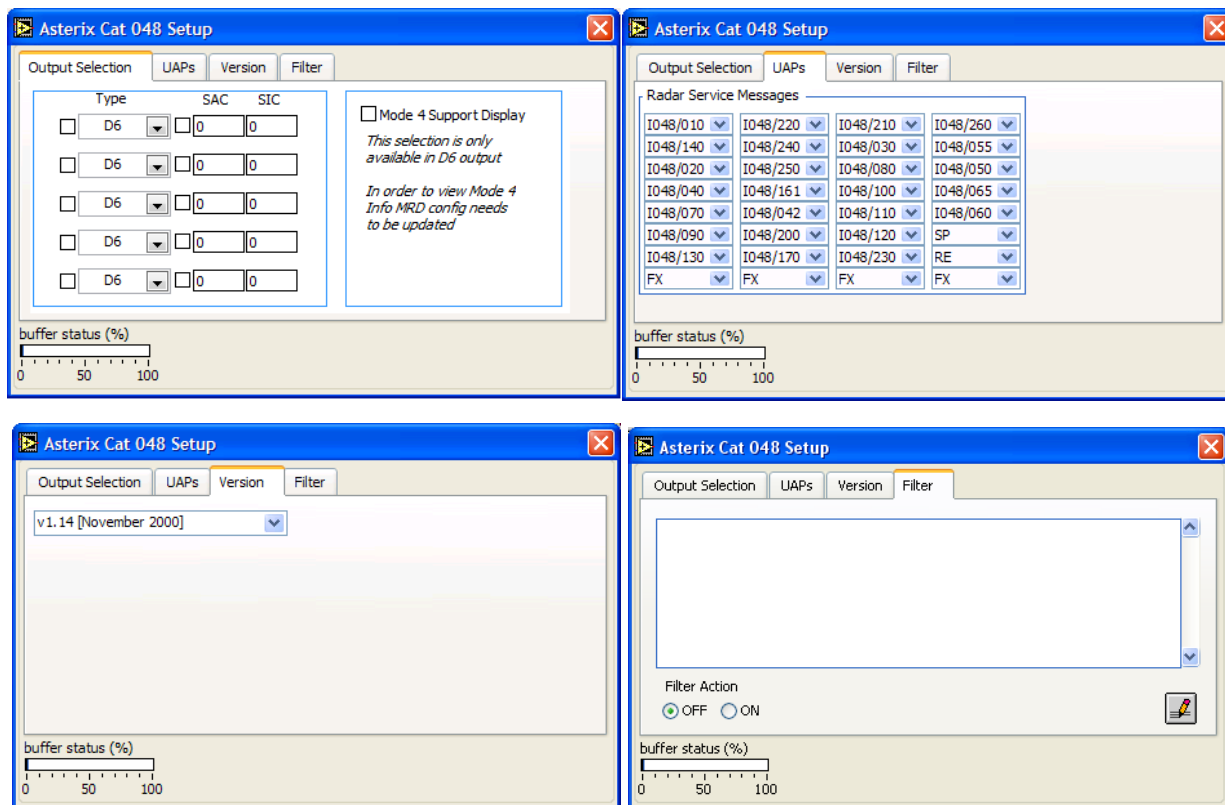 Asterix Cat 048 Setup
Output Selection UAPs Version Filter
Type SAC SIC
D6 0 0
D6 0 0
D6 0 0
D6 0 0
D6 0 0
Mode 4 Support Display
This selection is only
available in D6 output
In order to view Mode 4
Info MRD config needs
to be updated
buffer status (%)
0 50 100
Asterix Cat 048 Setup
Output Selection UAPs Version Filter
Radar Service Messages
I048/010 I048/220 I048/210 I048/260
I048/140 I048/240 I048/030 I048/055
I048/020 I048/250 I048/080 I048/050
I048/040 I048/161 I048/100 I048/065
I048/070 I048/042 I048/110 I048/060
I048/090 I048/200 I048/120 SP
I048/130 I048/170 I048/230 RE
FX FX FX FX
buffer status (%)
0 50 100
Asterix Cat 048 Setup
Output Selection UAPs Version Filter
v1.14 [November 2000]
buffer status (%)
0 50 100
Asterix Cat 048 Setup
Output Selection UAPs Version Filter
Filter Action
OFF ON
buffer status (%)
0 50 100